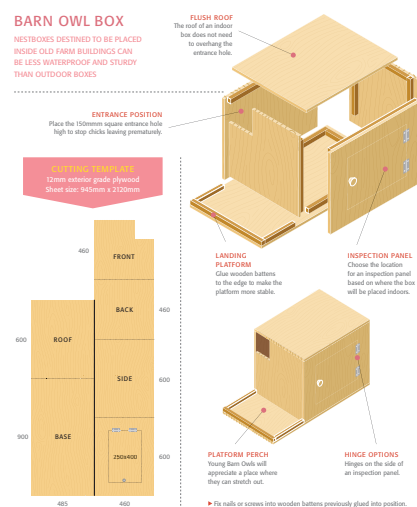 BARN OWL BOX
NESTBOXES DESTINED TO BE PLACED
INSIDE OLD FARM BUILDINGS CAN
BE LESS WATERPROOF AND STURDY
THAN OUTDOOR BOXES
FLUSH ROOF
The roof of an indoor
box does not need
to overhang the
entrance hole.
ENTRANCE POSITION
Place the 150mmm square entrance hole
high to stop chicks leaving prematurely.
CUTTING TEMPLATE
12mm exterior grade plywood
Sheet size: 945mm x 2120mm
LANDING
PLATFORM
Glue wooden battens
to the edge to make the
platform more stable.
INSPECTION PANEL
Choose the location
for an inspection panel
based on where the box
will be placed indoors.
460
FRONT
BACK
460
600
ROOF
SIDE
600
900
BASE
250x400
600
485
460
PLATFORM PERCH
Young Barn Owls will
appreciate a place where
they can stretch out.
HINGE OPTIONS
Hinges on the side of
an inspection panel.
▶ Fix nails or screws into wooden battens previously glued into position.